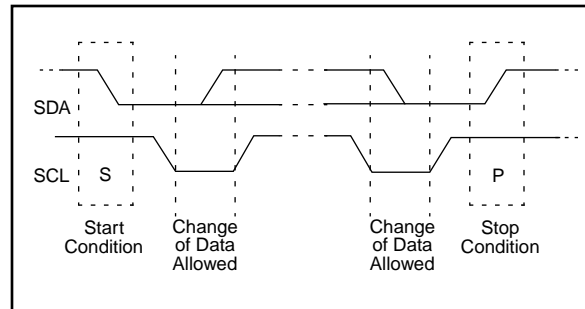 SDA
SCL
S
P
Start
Condition
Change
of Data
Allowed
Change
of Data
Allowed
Stop
Condition